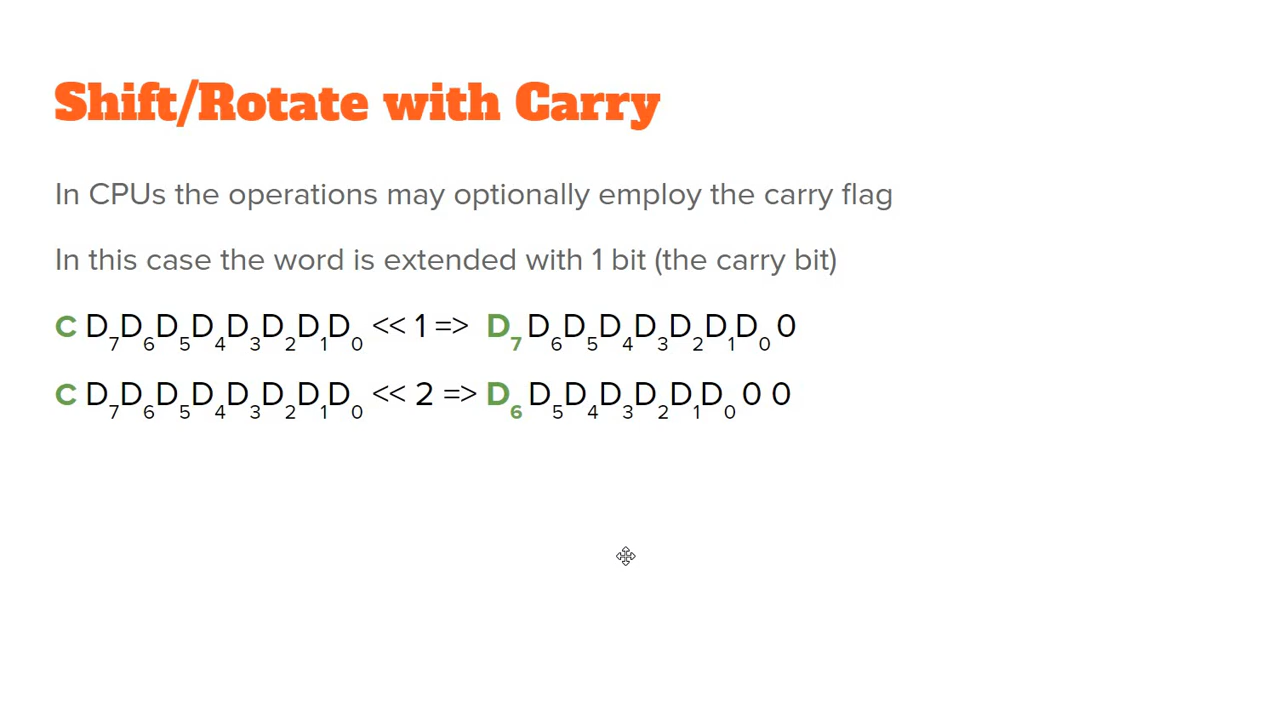 Shift/Rotate with Carry
In CPUs the operations may optionally employ the carry flag
In this case the word is extended with 1 bit (the carry bit)
C D₇D₆D₅D₄D₃D₂D₁D₀ << 1 => D₇ D₆D₅D₄D₃D₂D₁D₀ 0
C D₇D₆D₅D₄D₃D₂D₁D₀ << 2 => D₆ D₅D₄D₃D₂D₁D₀ 0 0